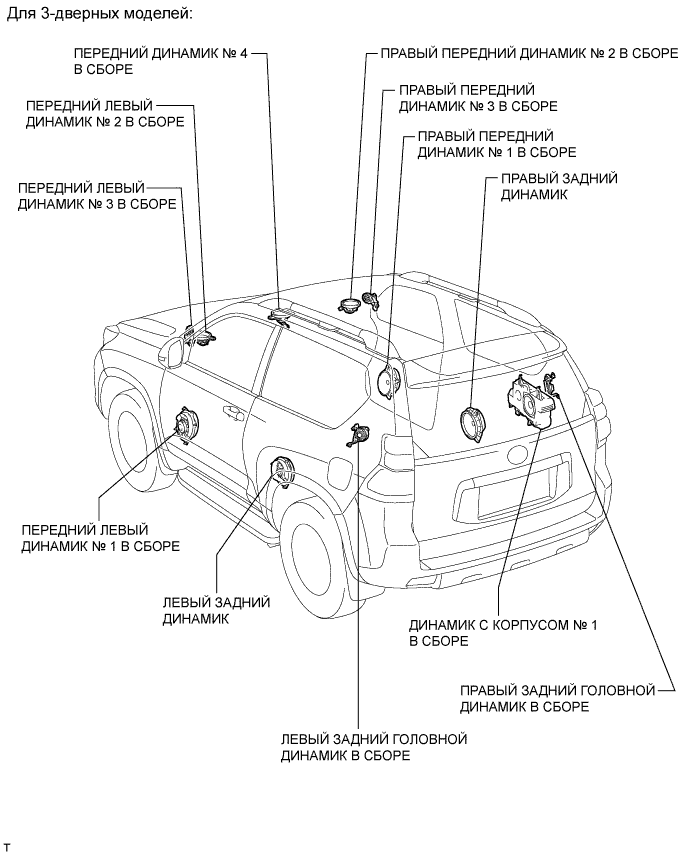 Для 3-дверных моделей:
ПЕРЕДНИЙ ДИНАМИК № 4
В СБОРЕ
ПРАВЫЙ ПЕРЕДНИЙ ДИНАМИК № 2 В СБОРЕ
ПЕРЕДНИЙ ЛЕВЫЙ
ДИНАМИК № 2 В СБОРЕ
ПРАВЫЙ ПЕРЕДНИЙ
ДИНАМИК № 3 В СБОРЕ
ПРАВЫЙ ПЕРЕДНИЙ
ДИНАМИК № 1 В СБОРЕ
ПЕРЕДНИЙ ЛЕВЫЙ
ДИНАМИК № 3 В СБОРЕ
ПРАВЫЙ ЗАДНИЙ
ДИНАМИК
ПЕРЕДНИЙ ЛЕВЫЙ
ДИНАМИК № 1 В СБОРЕ
ЛЕВЫЙ ЗАДНИЙ
ДИНАМИК
ДИНАМИК С КОРПУСОМ № 1
В СБОРЕ
ПРАВЫЙ ЗАДНИЙ ГОЛОВНОЙ
ДИНАМИК В СБОРЕ
ЛЕВЫЙ ЗАДНИЙ ГОЛОВНОЙ
ДИНАМИК В СБОРЕ
T